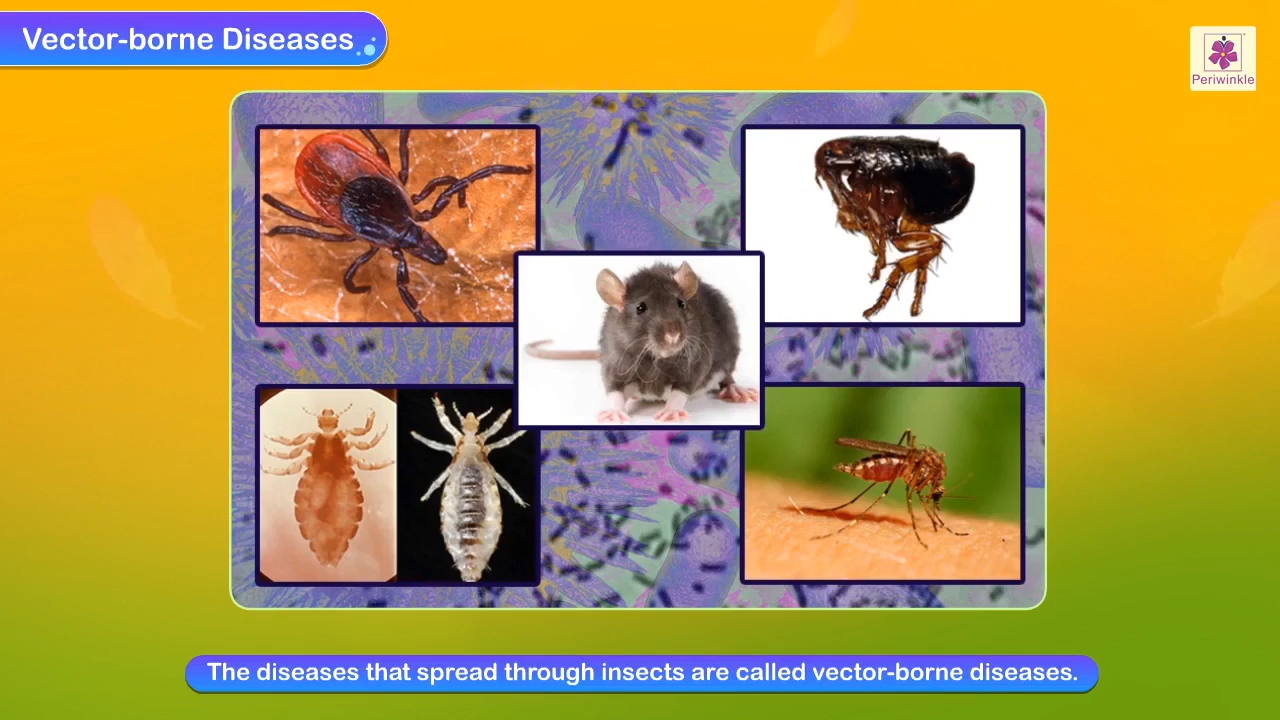 Vector-borne Diseases
Periwinkle
The diseases that spread through insects are called vector-borne diseases.